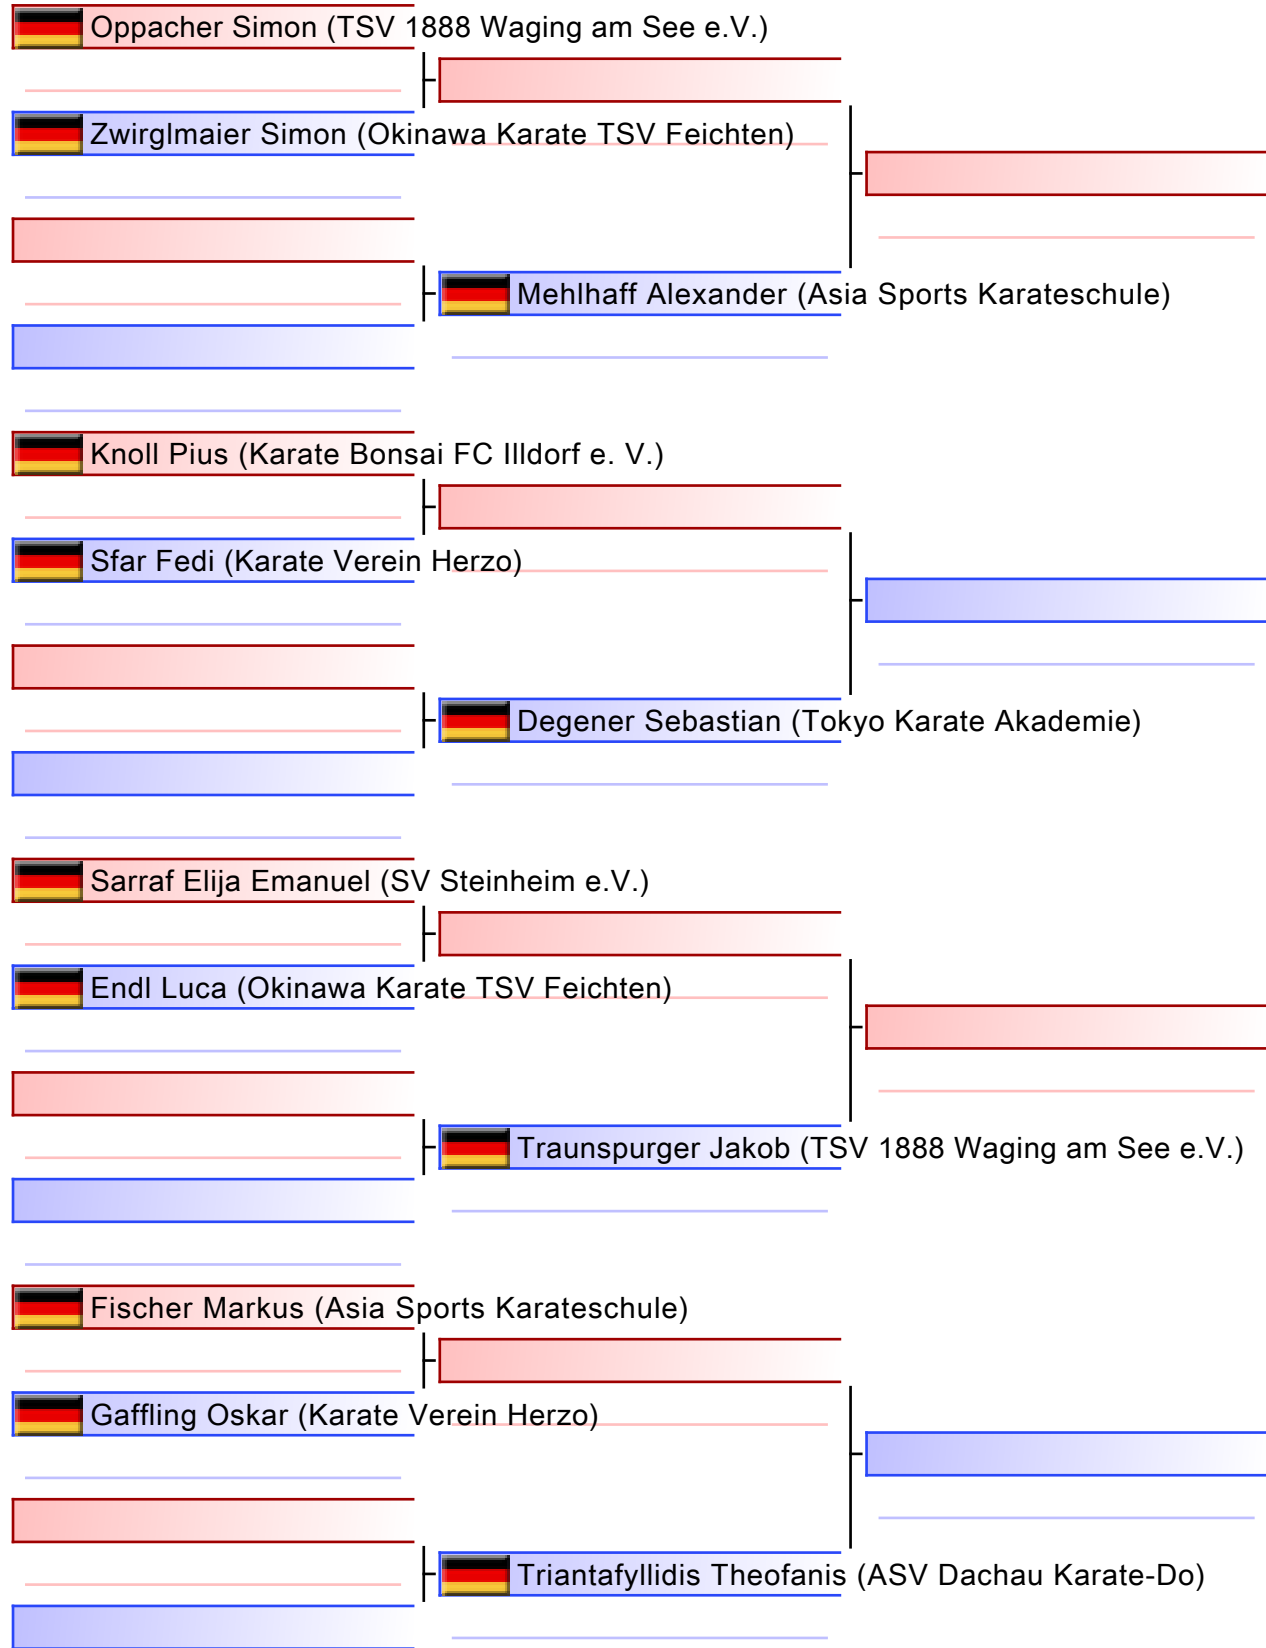 Oppacher Simon (TSV 1888 Waging am See e.V.)
Zwirglmaier Simon (Okinawa Karate TSV Feichten)
Mehlhaff Alexander (Asia Sports Karateschule)
Knoll Pius (Karate Bonsai FC Illdorf e. V.)
Sfar Fedi (Karate Verein Herzo)
Degener Sebastian (Tokyo Karate Akademie)
Sarraf Elija Emanuel (SV Steinheim e.V.)
Endl Luca (Okinawa Karate TSV Feichten)
Traunspurger Jakob (TSV 1888 Waging am See e.V.)
Fischer Markus (Asia Sports Karateschule)
Gaffling Oskar (Karate Verein Herzo)
Triantafyllidis Theofanis (ASV Dachau Karate-Do)